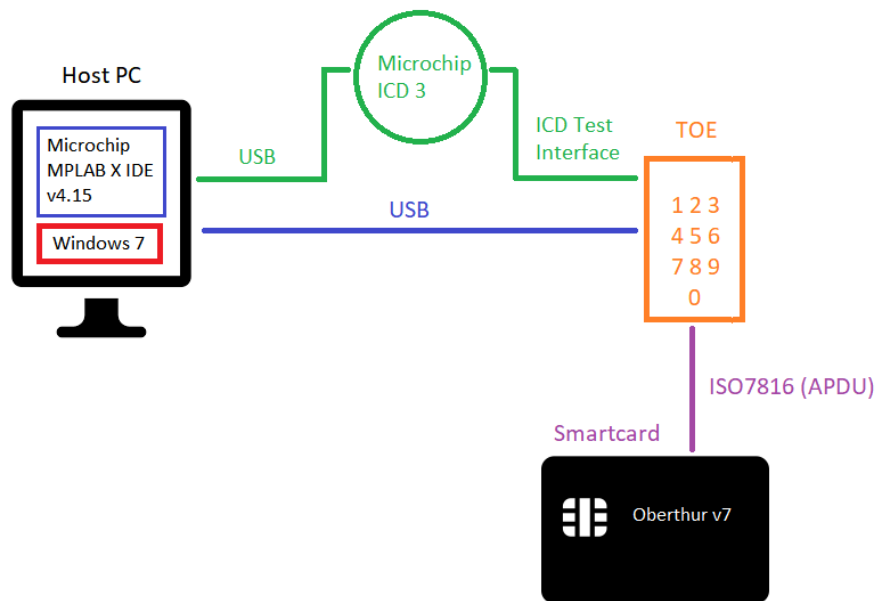 Host PC
Microchip
MPLAB X IDE
v4.15
Windows 7
USB
Microchip
ICD 3
ICD Test
Interface
USB
TOE
1 2 3
4 5 6
7 8 9
0
ISO7816 (APDU)
Smartcard
Oberthur v7